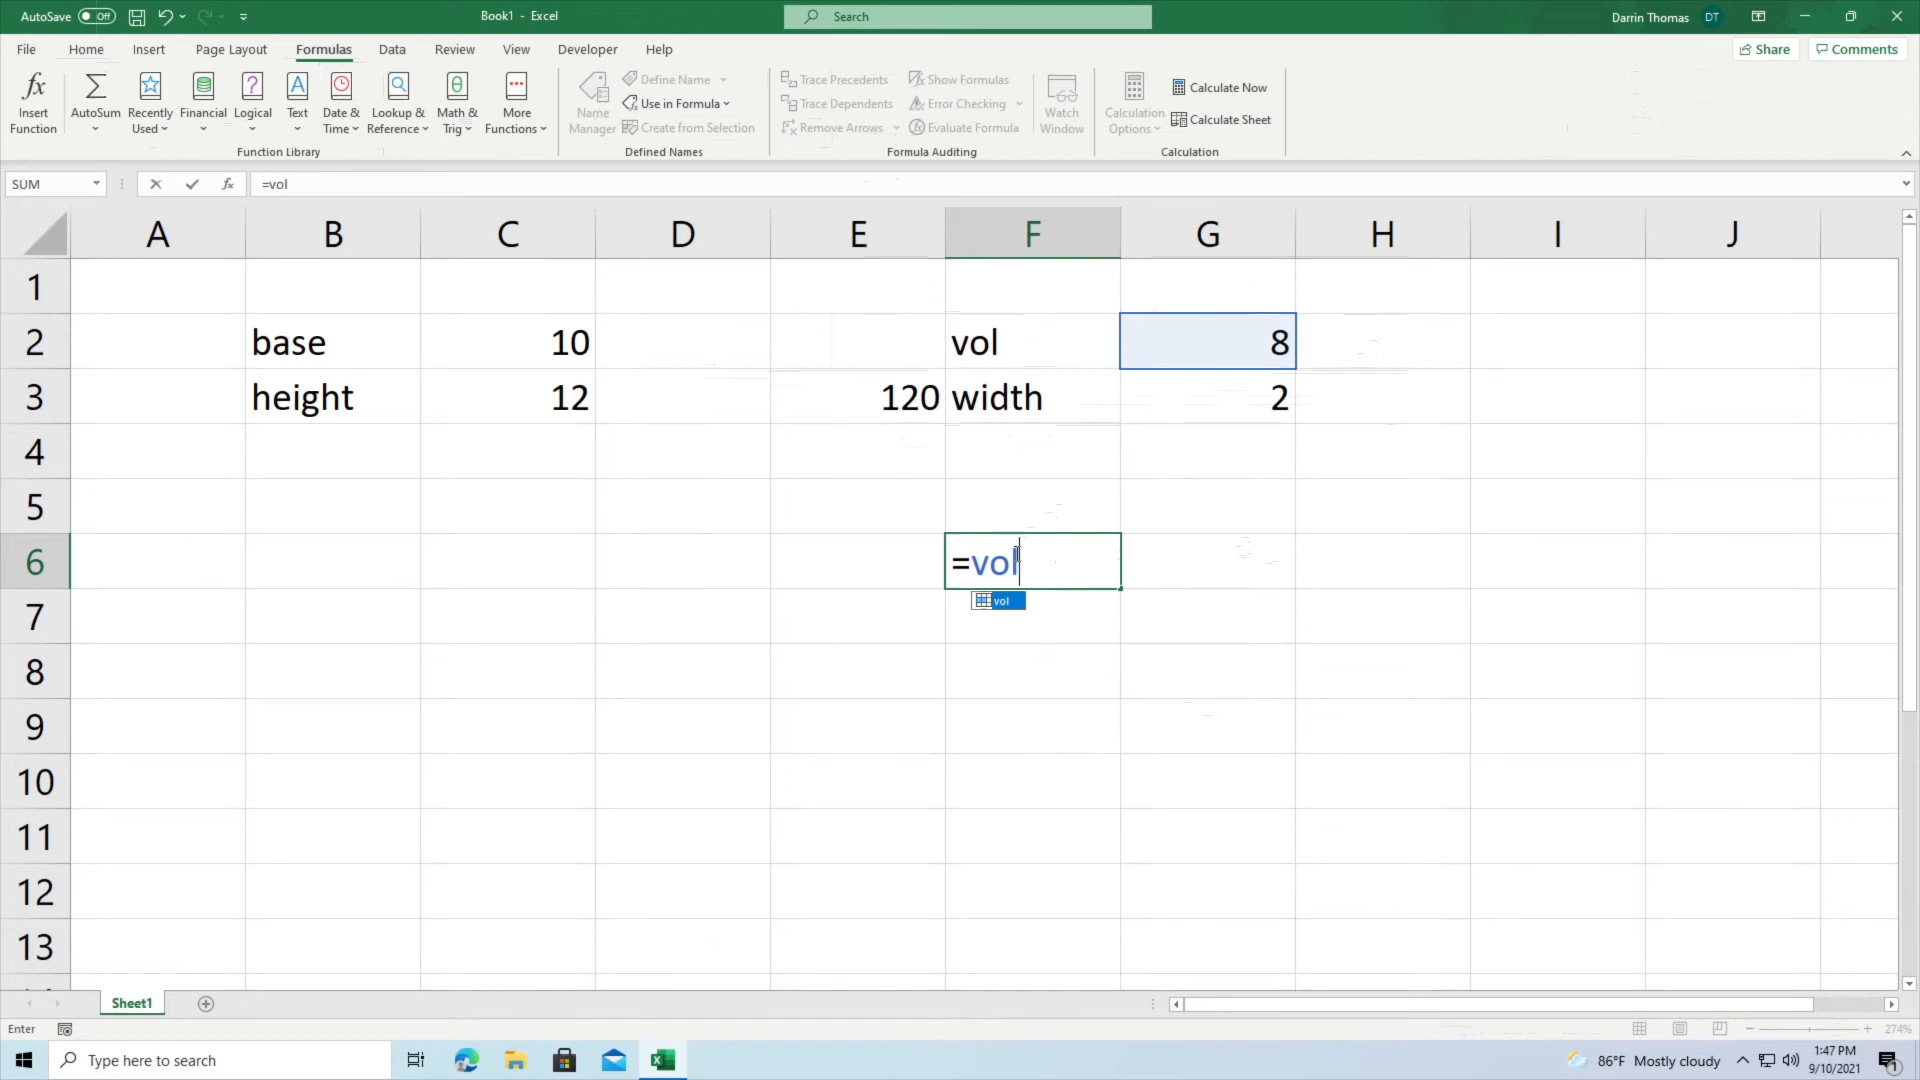 AutoSave Off Book1 - Excel Search Darrin Thomas DT
File Home Insert Page Layout Formulas Data Review View Developer Help Share Comments
Insert Function AutoSum Recently Used Financial Logical Text Date & Time Lookup & Reference Math & Trig More Functions
Function Library
Name Manager Define Name Use in Formula Create from Selection
Defined Names
Trace Precedents Trace Dependents Remove Arrows Show Formulas Error Checking Evaluate Formula Watch Window
Formula Auditing
Calculation Options Calculate Now Calculate Sheet
Calculation
SUM fx =vol
A B C D E F G H I J
1
2 base 10 vol 8
3 height 12 120 width 2
4
5
6 =vol
vol
7
8
9
10
11
12
13
Sheet1
Enter 274%
Type here to search 86°F Mostly cloudy 1:47 PM
9/10/2021 1